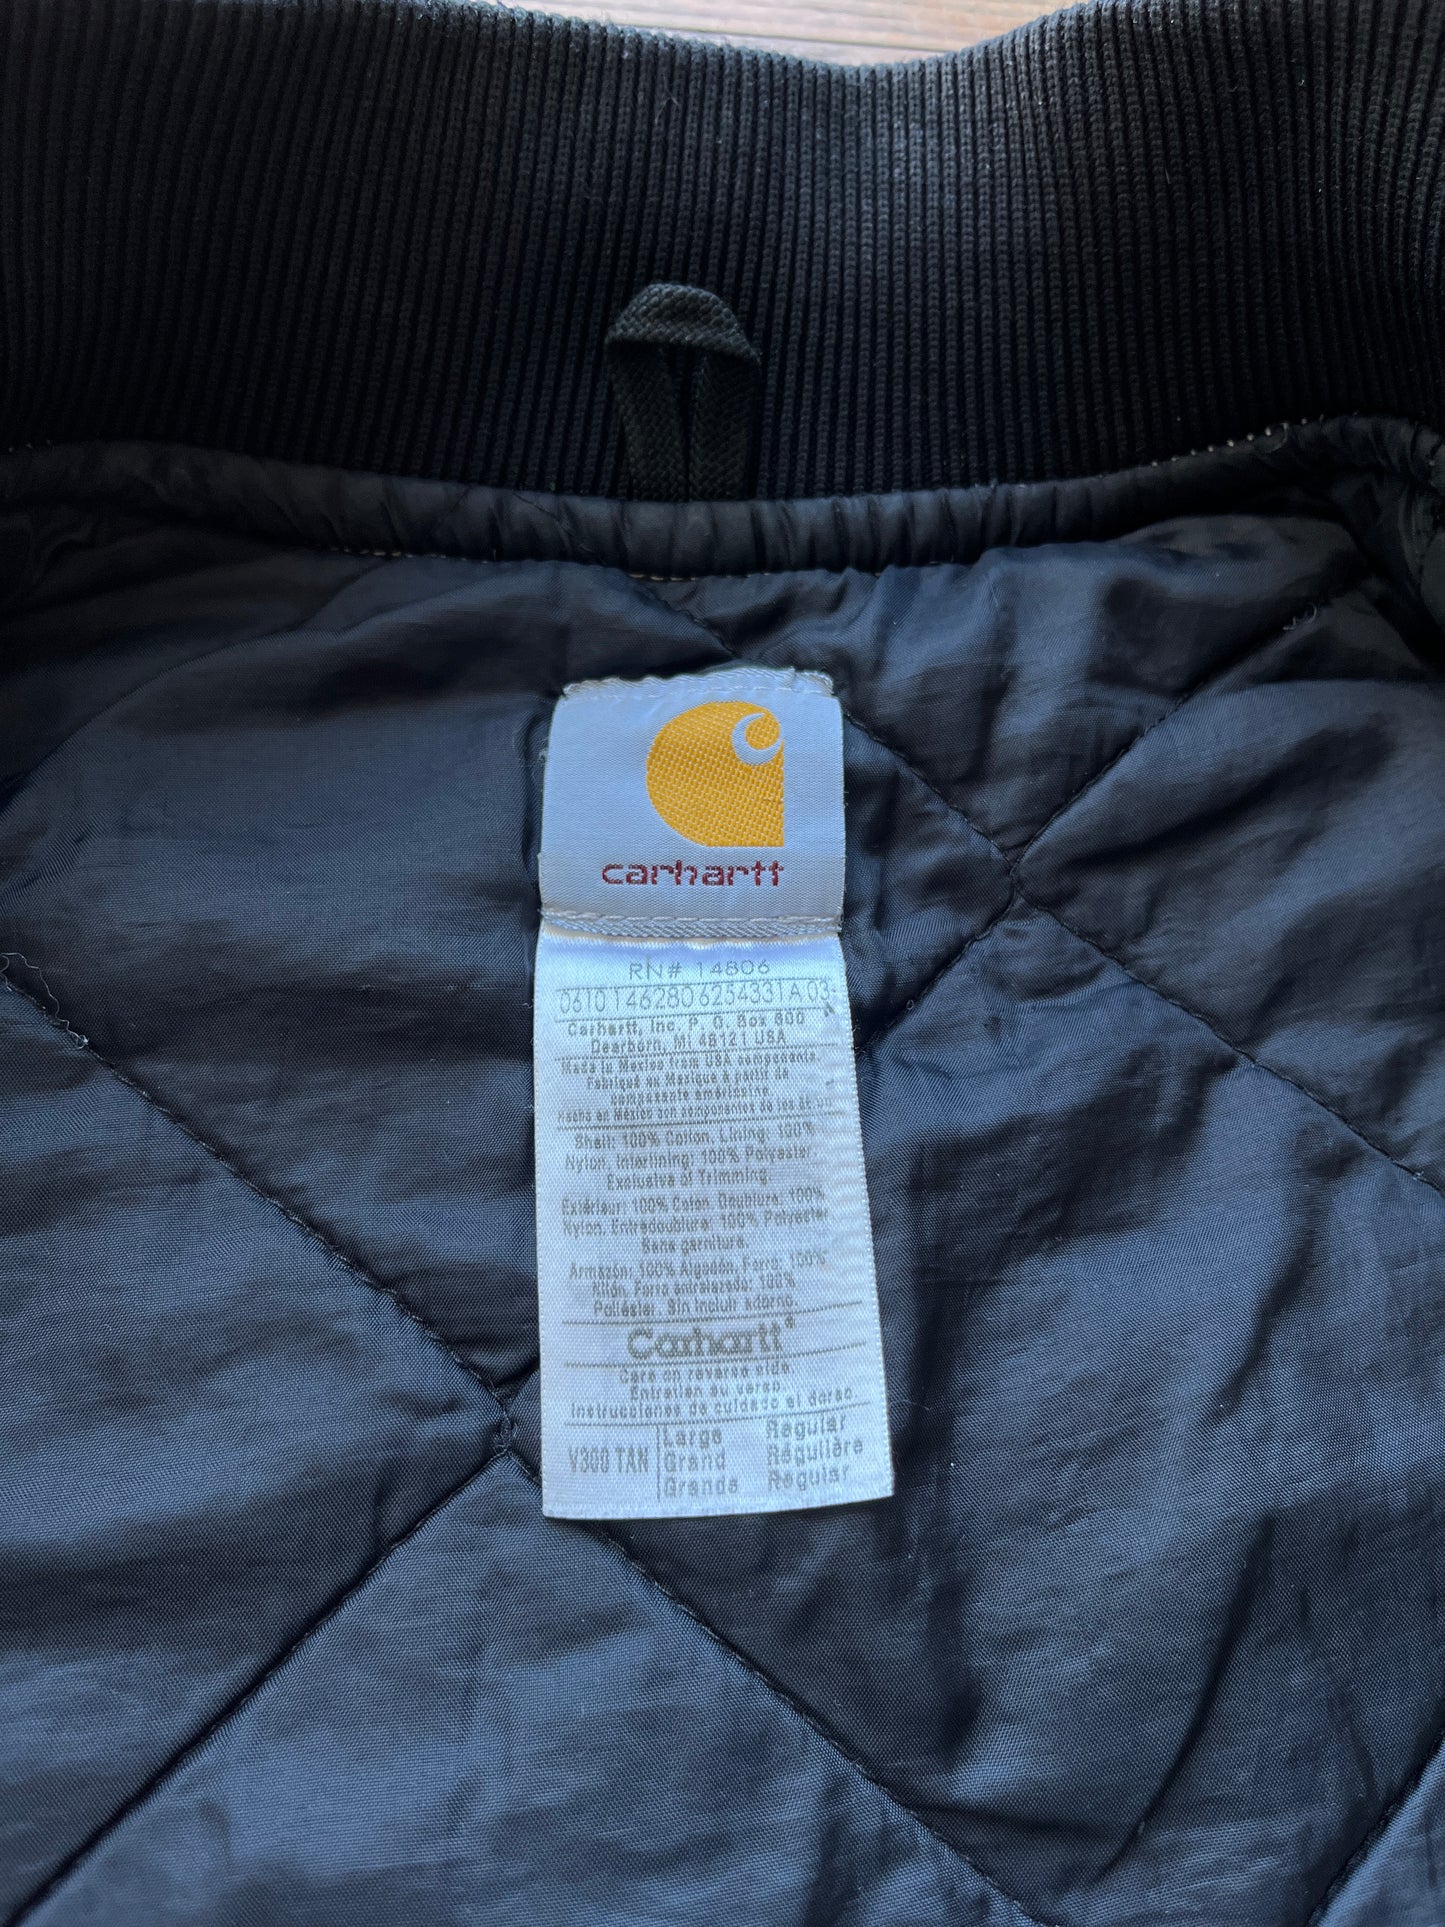 carhartt
RN# 14806
0610 146280 6254331A 03
Carhartt, Inc. P. O. Box 600
Dearborn, MI 48121 USA
Made in Mexico from USA components.
Fabriqué au Mexique à partir de
composants américains.
Hecho en México con componentes de los EE UU
Shell: 100% Cotton, Lining: 100%
Nylon, Interlining: 100% Polyester.
Exclusive of Trimming.
Extérieur: 100% Coton, Doublure: 100%
Nylon, Entredoublure: 100% Polyester
Sans garniture.
Armazón: 100% Algodón, Forro: 100%
Nilón, Forro entrelazado: 100%
Poliéster. Sin incluir adorno.
Carhartt®
Care on reverse side.
Entretien au verso.
Instrucciones de cuidado al dorso.
V300 TAN Large Regular
Grand Régulière
Grande Regular